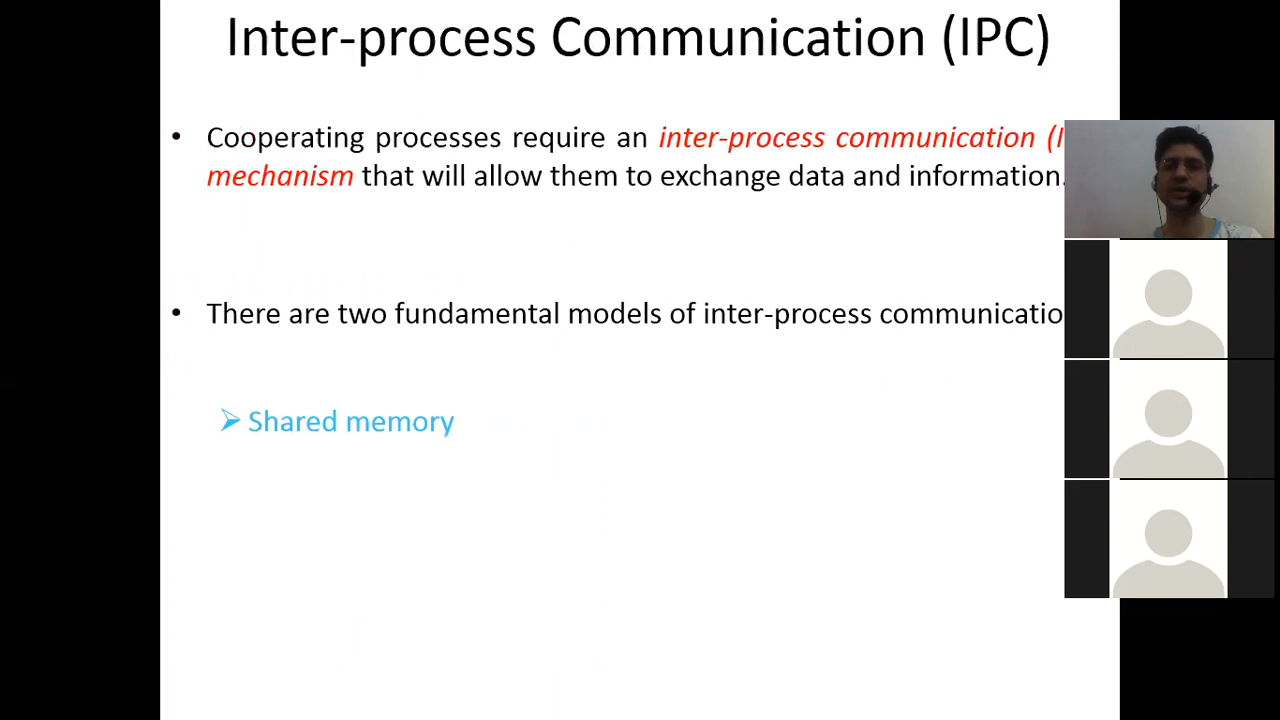 Inter-process Communication (IPC)
• Cooperating processes require an inter-process communication (I
mechanism that will allow them to exchange data and information.
• There are two fundamental models of inter-process communicatio
➢ Shared memory